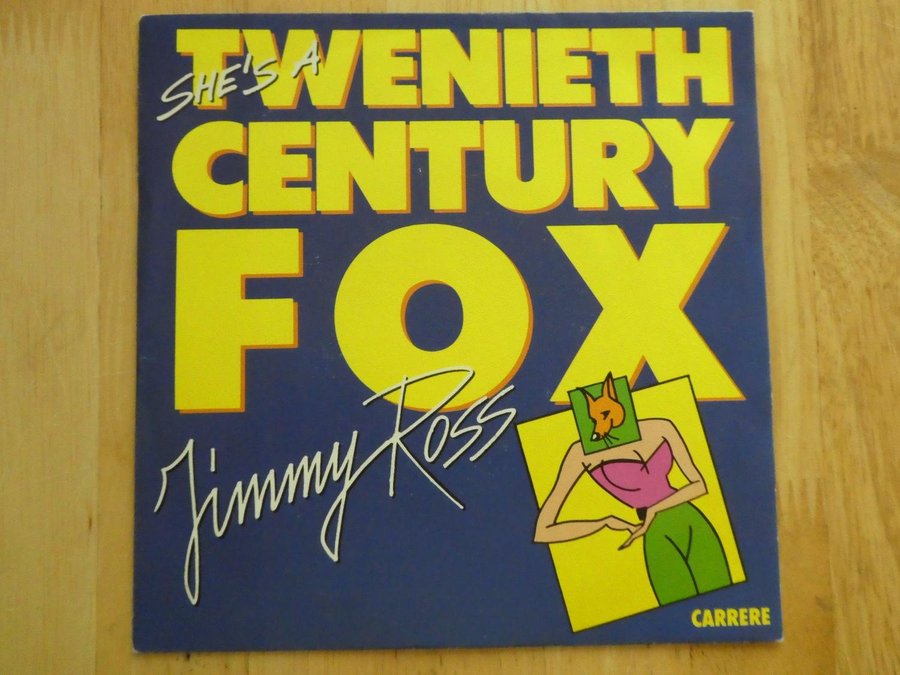 SHE'S A
TWENIETH
CENTURY
FOX
Jimmy Ross
CARRERE